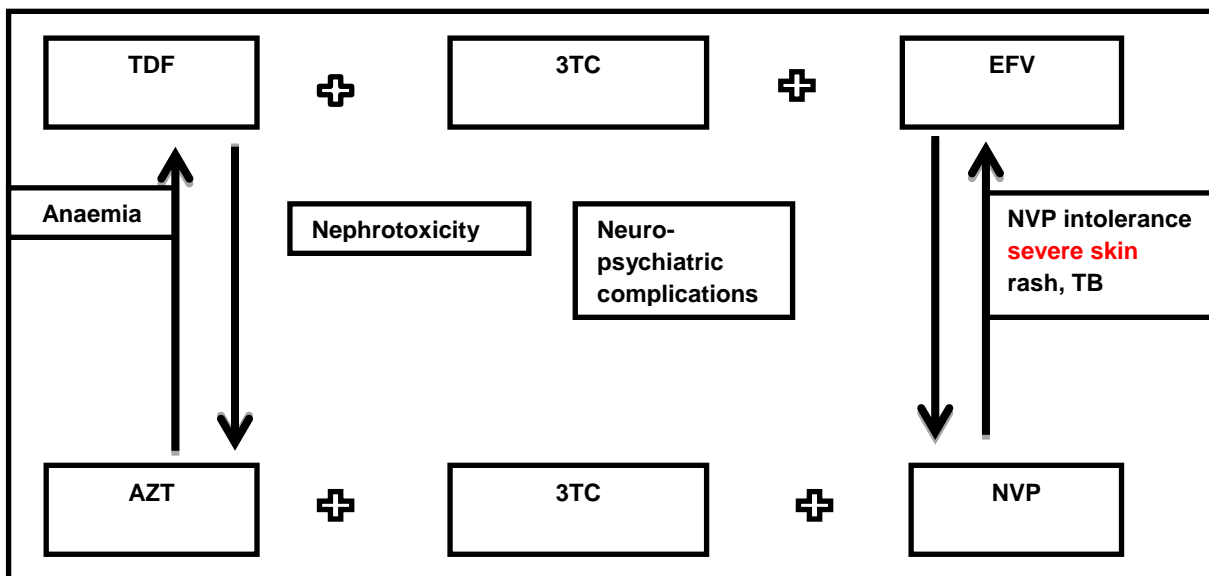 TDF
3TC
EFV
Anaemia
Nephrotoxicity
Neuro-
psychiatric
complications
NVP intolerance
severe skin
rash, TB
AZT
3TC
NVP